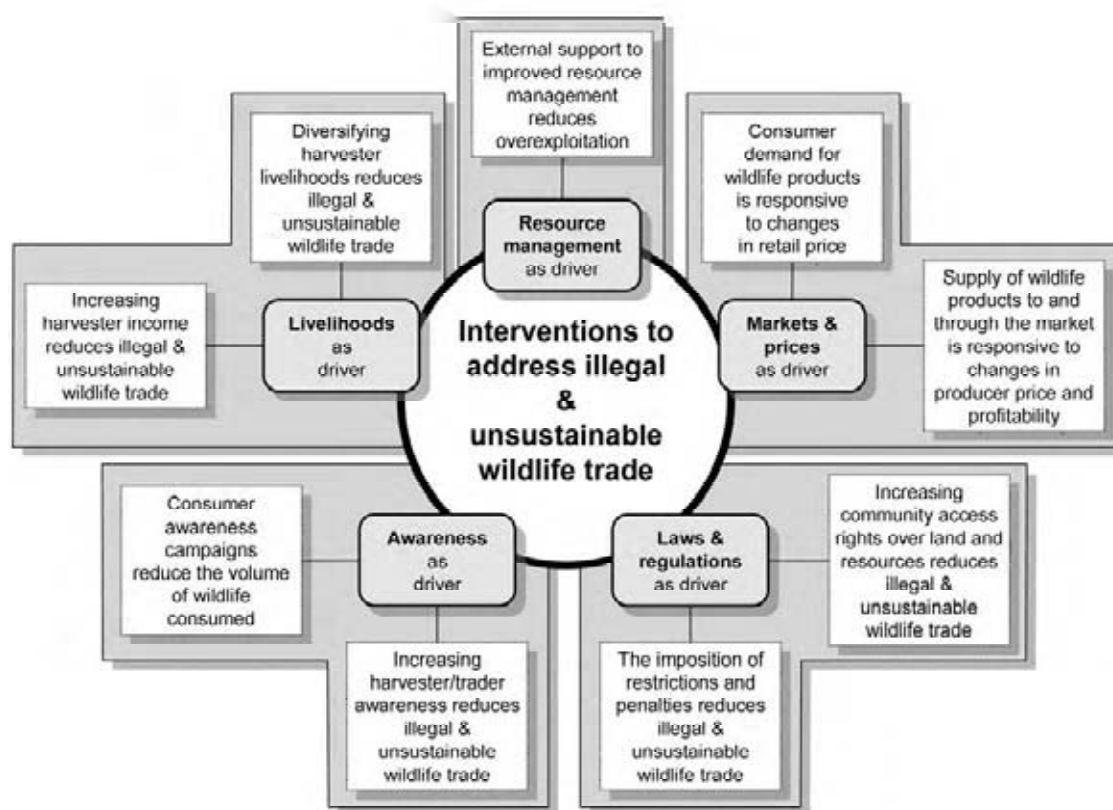 External support to
improved resource
management
reduces
overexploitation
Resource
management
as driver
Diversifying
harvester
livelihoods reduces
illegal &
unsustainable
wildlife trade
Increasing
harvester income
reduces illegal &
unsustainable
wildlife trade
Livelihoods
as
driver
Interventions to
address illegal
&
unsustainable
wildlife trade
Consumer
demand for
wildlife products
is responsive
to changes
in retail price
Markets &
prices
as driver
Supply of wildlife
products to and
through the market
is responsive to
changes in
producer price and
profitability
Consumer
awareness
campaigns
reduce the volume
of wildlife
consumed
Awareness
as
driver
Increasing
harvester/trader
awareness reduces
illegal &
unsustainable
wildlife trade
Laws &
regulations
as driver
The imposition of
restrictions and
penalties reduces
illegal &
unsustainable
wildlife trade
Increasing
community access
rights over land and
resources reduces
illegal &
unsustainable
wildlife trade